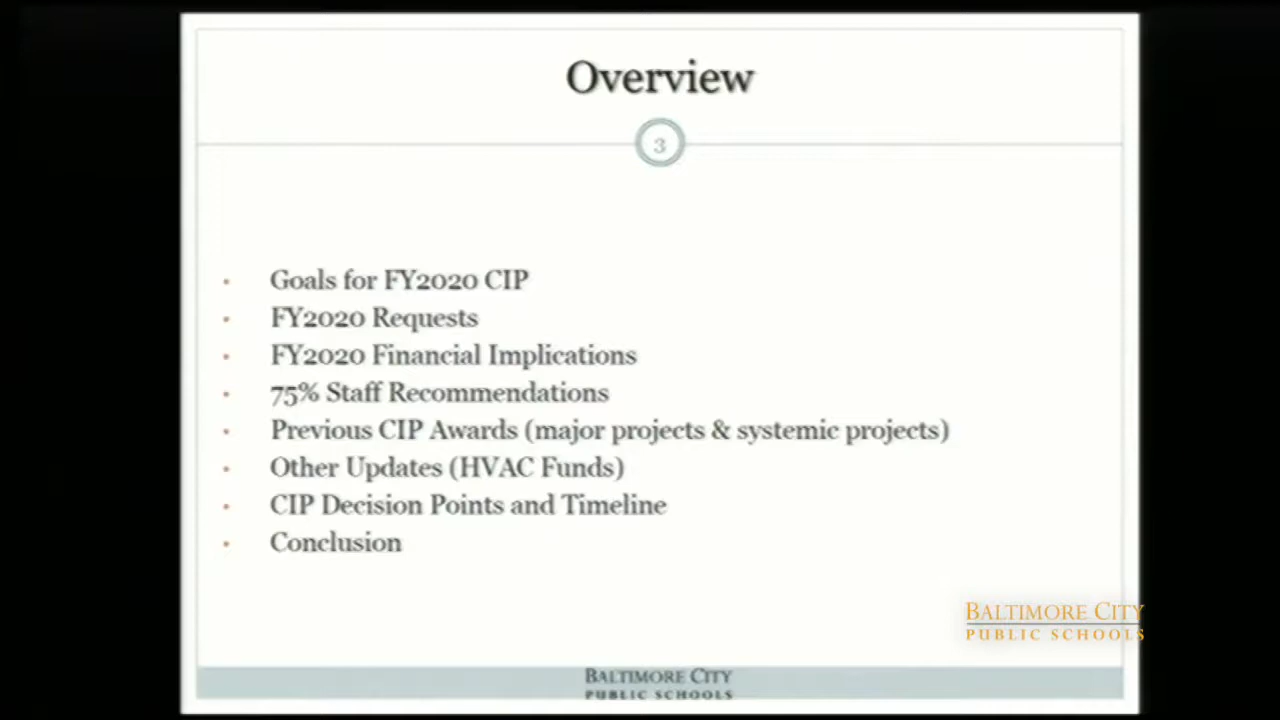 Overview
3
• Goals for FY2020 CIP
• FY2020 Requests
• FY2020 Financial Implications
• 75% Staff Recommendations
• Previous CIP Awards (major projects & systemic projects)
• Other Updates (HVAC Funds)
• CIP Decision Points and Timeline
• Conclusion
BALTIMORE CITY
PUBLIC SCHOOLS
BALTIMORE CITY
PUBLIC SCHOOLS